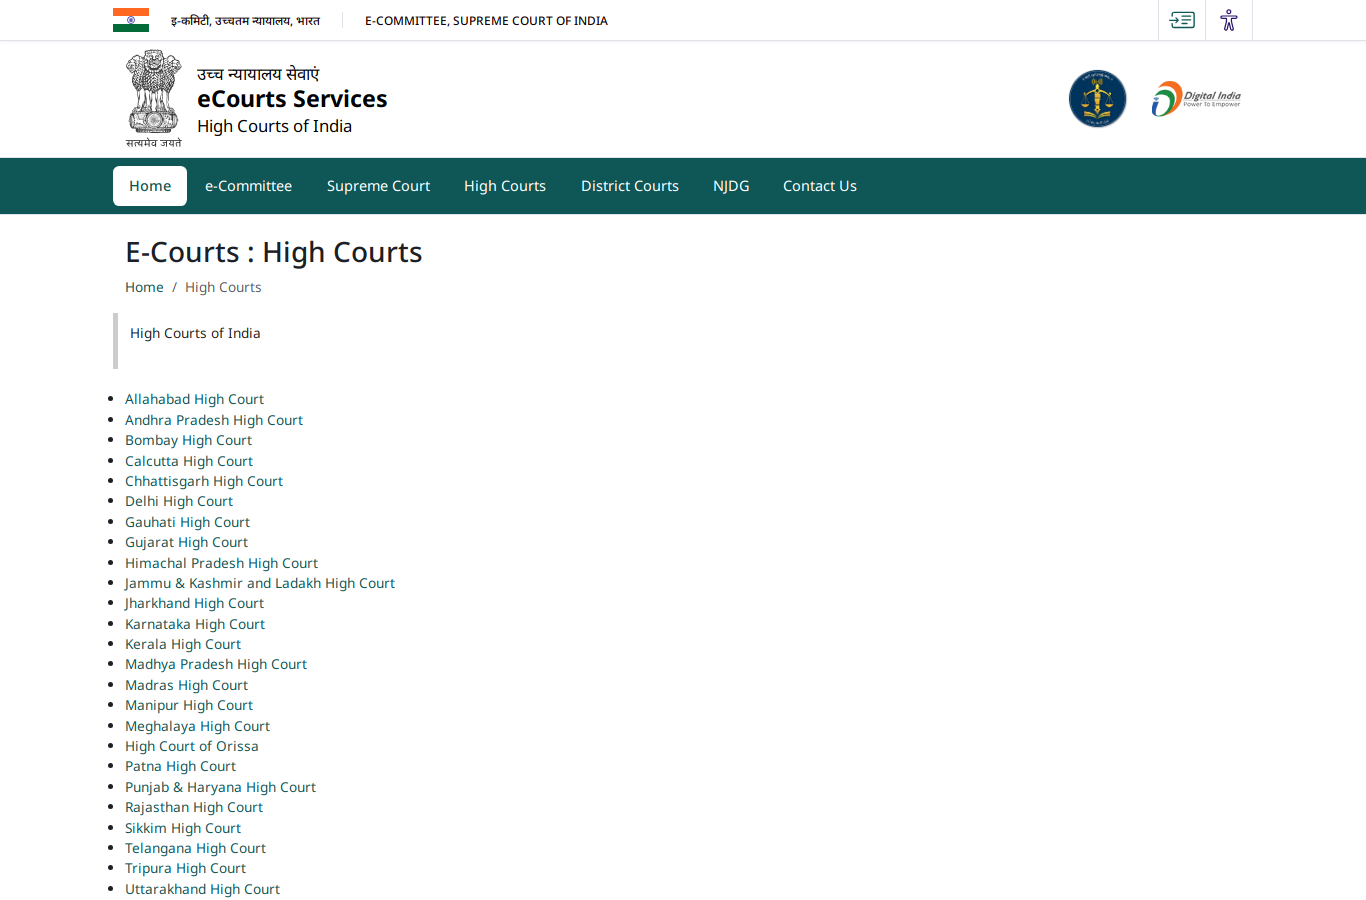 इ-कमिटी, उच्चतम न्यायालय, भारत
E-COMMITTEE, SUPREME COURT OF INDIA
सत्यमेव जयते
उच्च न्यायालय सेवाएं
eCourts Services
High Courts of India
Digital India
Power To Empower
Home e-Committee Supreme Court High Courts District Courts NJDG Contact Us
E-Courts : High Courts
Home / High Courts
High Courts of India
Allahabad High Court
Andhra Pradesh High Court
Bombay High Court
Calcutta High Court
Chhattisgarh High Court
Delhi High Court
Gauhati High Court
Gujarat High Court
Himachal Pradesh High Court
Jammu & Kashmir and Ladakh High Court
Jharkhand High Court
Karnataka High Court
Kerala High Court
Madhya Pradesh High Court
Madras High Court
Manipur High Court
Meghalaya High Court
High Court of Orissa
Patna High Court
Punjab & Haryana High Court
Rajasthan High Court
Sikkim High Court
Telangana High Court
Tripura High Court
Uttarakhand High Court